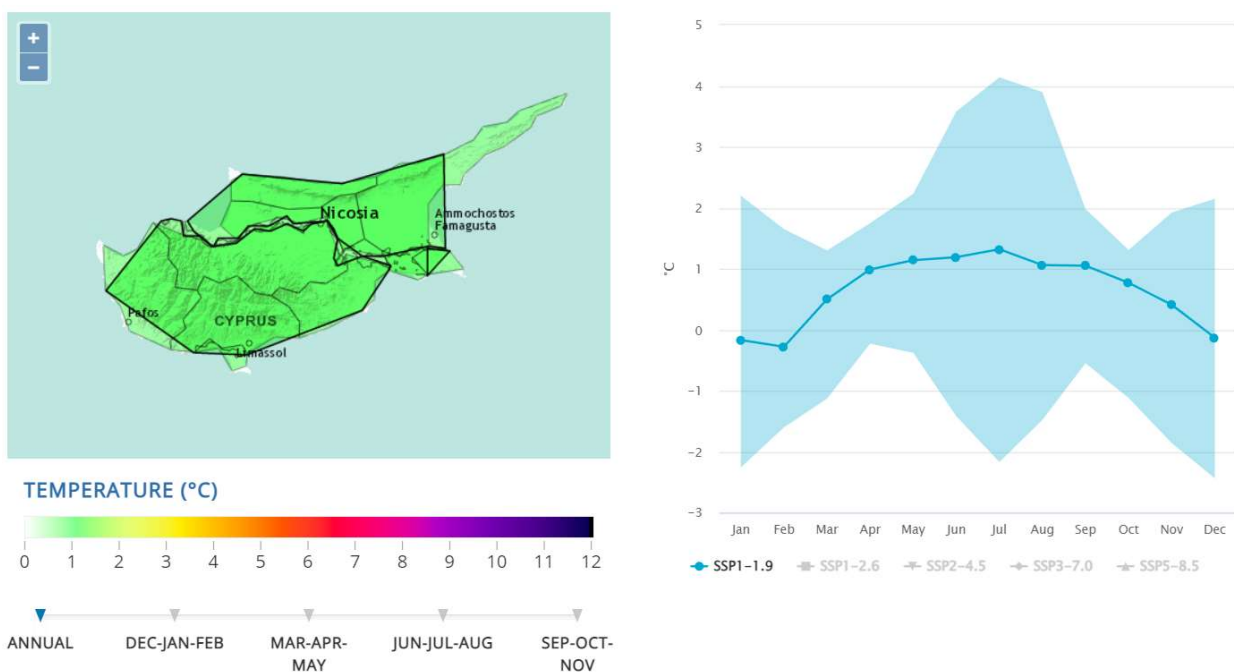 +
−
Nicosia
Ammochostos
Famagusta
Pafos
CYPRUS
Limassol
TEMPERATURE (°C)
0 1 2 3 4 5 6 7 8 9 10 11 12
ANNUAL DEC-JAN-FEB MAR-APR-MAY JUN-JUL-AUG SEP-OCT-NOV
5
4
3
2
1
0
−1
−2
−3
°C
Jan Feb Mar Apr May Jun Jul Aug Sep Oct Nov Dec
SSP1−1.9 SSP1−2.6 SSP2−4.5 SSP3−7.0 SSP5−8.5